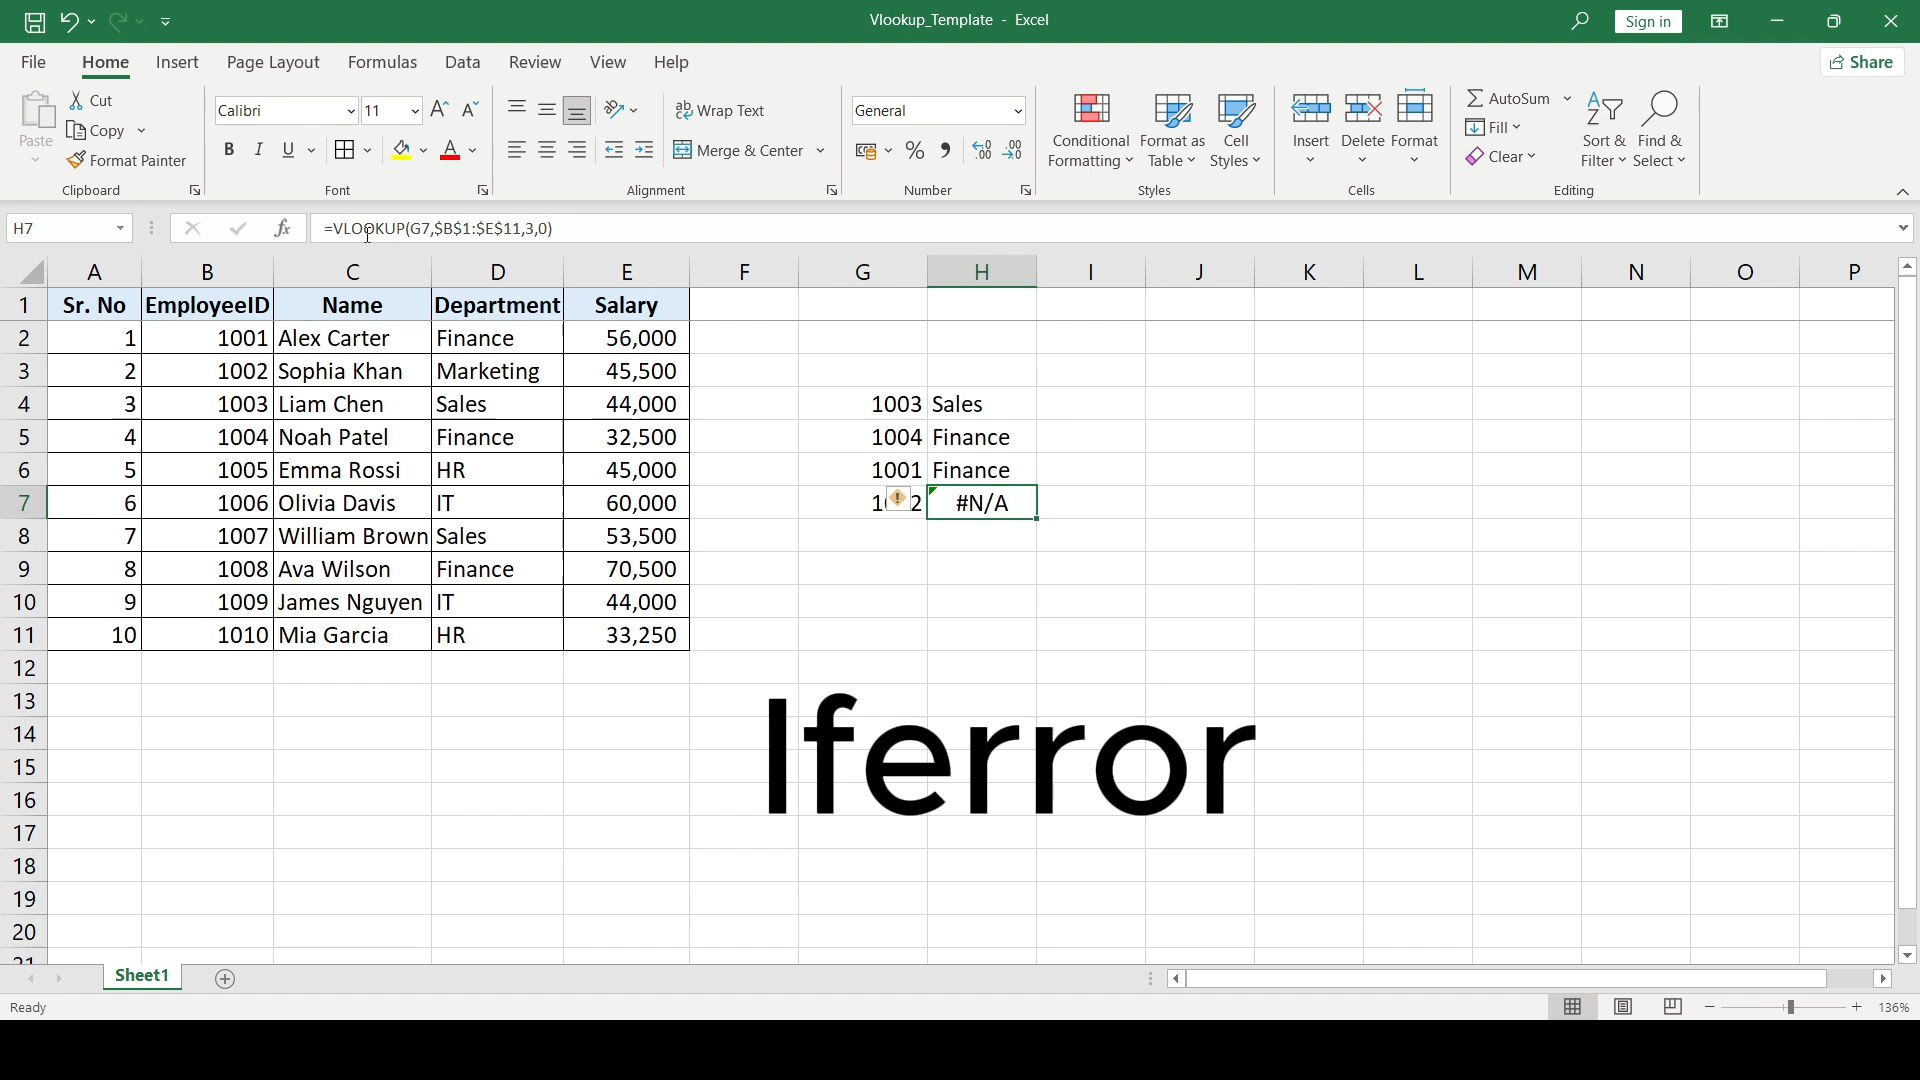 Vlookup_Template - Excel
Sign in
File Home Insert Page Layout Formulas Data Review View Help
Share
Paste
Cut
Copy
Format Painter
Clipboard
Calibri 11
B I U A
Font
Wrap Text
Merge & Center
Alignment
General
Number
Conditional Formatting
Format as Table
Cell Styles
Styles
Insert Delete Format
Cells
AutoSum
Fill
Clear
Sort & Filter
Find & Select
Editing
H7 fx =VLOOKUP(G7,$B$1:$E$11,3,0)
A B C D E F G H I J K L M N O P
1 Sr. No EmployeeID Name Department Salary
2 1 1001 Alex Carter Finance 56,000
3 2 1002 Sophia Khan Marketing 45,500
4 3 1003 Liam Chen Sales 44,000 1003 Sales
5 4 1004 Noah Patel Finance 32,500 1004 Finance
6 5 1005 Emma Rossi HR 45,000 1001 Finance
7 6 1006 Olivia Davis IT 60,000 #N/A
8 7 1007 William Brown Sales 53,500
9 8 1008 Ava Wilson Finance 70,500
10 9 1009 James Nguyen IT 44,000
11 10 1010 Mia Garcia HR 33,250
12
13
14
15
16
17
18
19
20
21
Iferror
Sheet1
Ready
136%